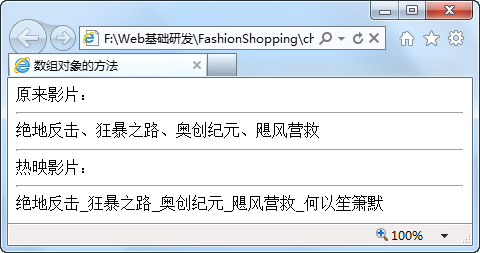 F:\Web基础研发\FashionShopping\ch
数组对象的方法
原来影片：
绝地反击、狂暴之路、奥创纪元、飓风营救
热映影片：
绝地反击_狂暴之路_奥创纪元_飓风营救_何以笙箫默
100%